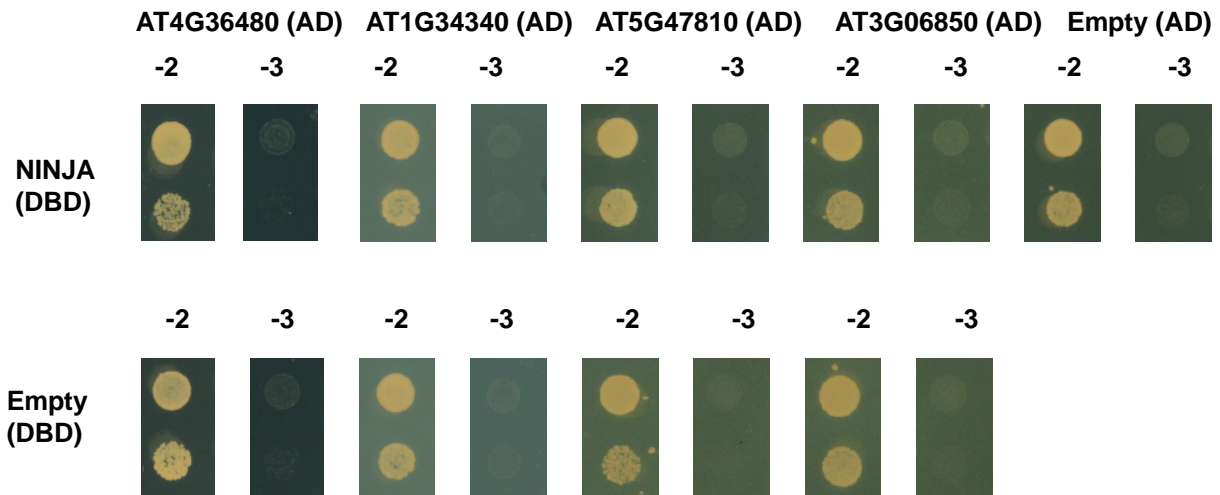 AT4G36480 (AD) AT1G34340 (AD) AT5G47810 (AD) AT3G06850 (AD) Empty (AD)
-2 -3 -2 -3 -2 -3 -2 -3 -2 -3
NINJA
(DBD)
-2 -3 -2 -3 -2 -3 -2 -3
Empty
(DBD)